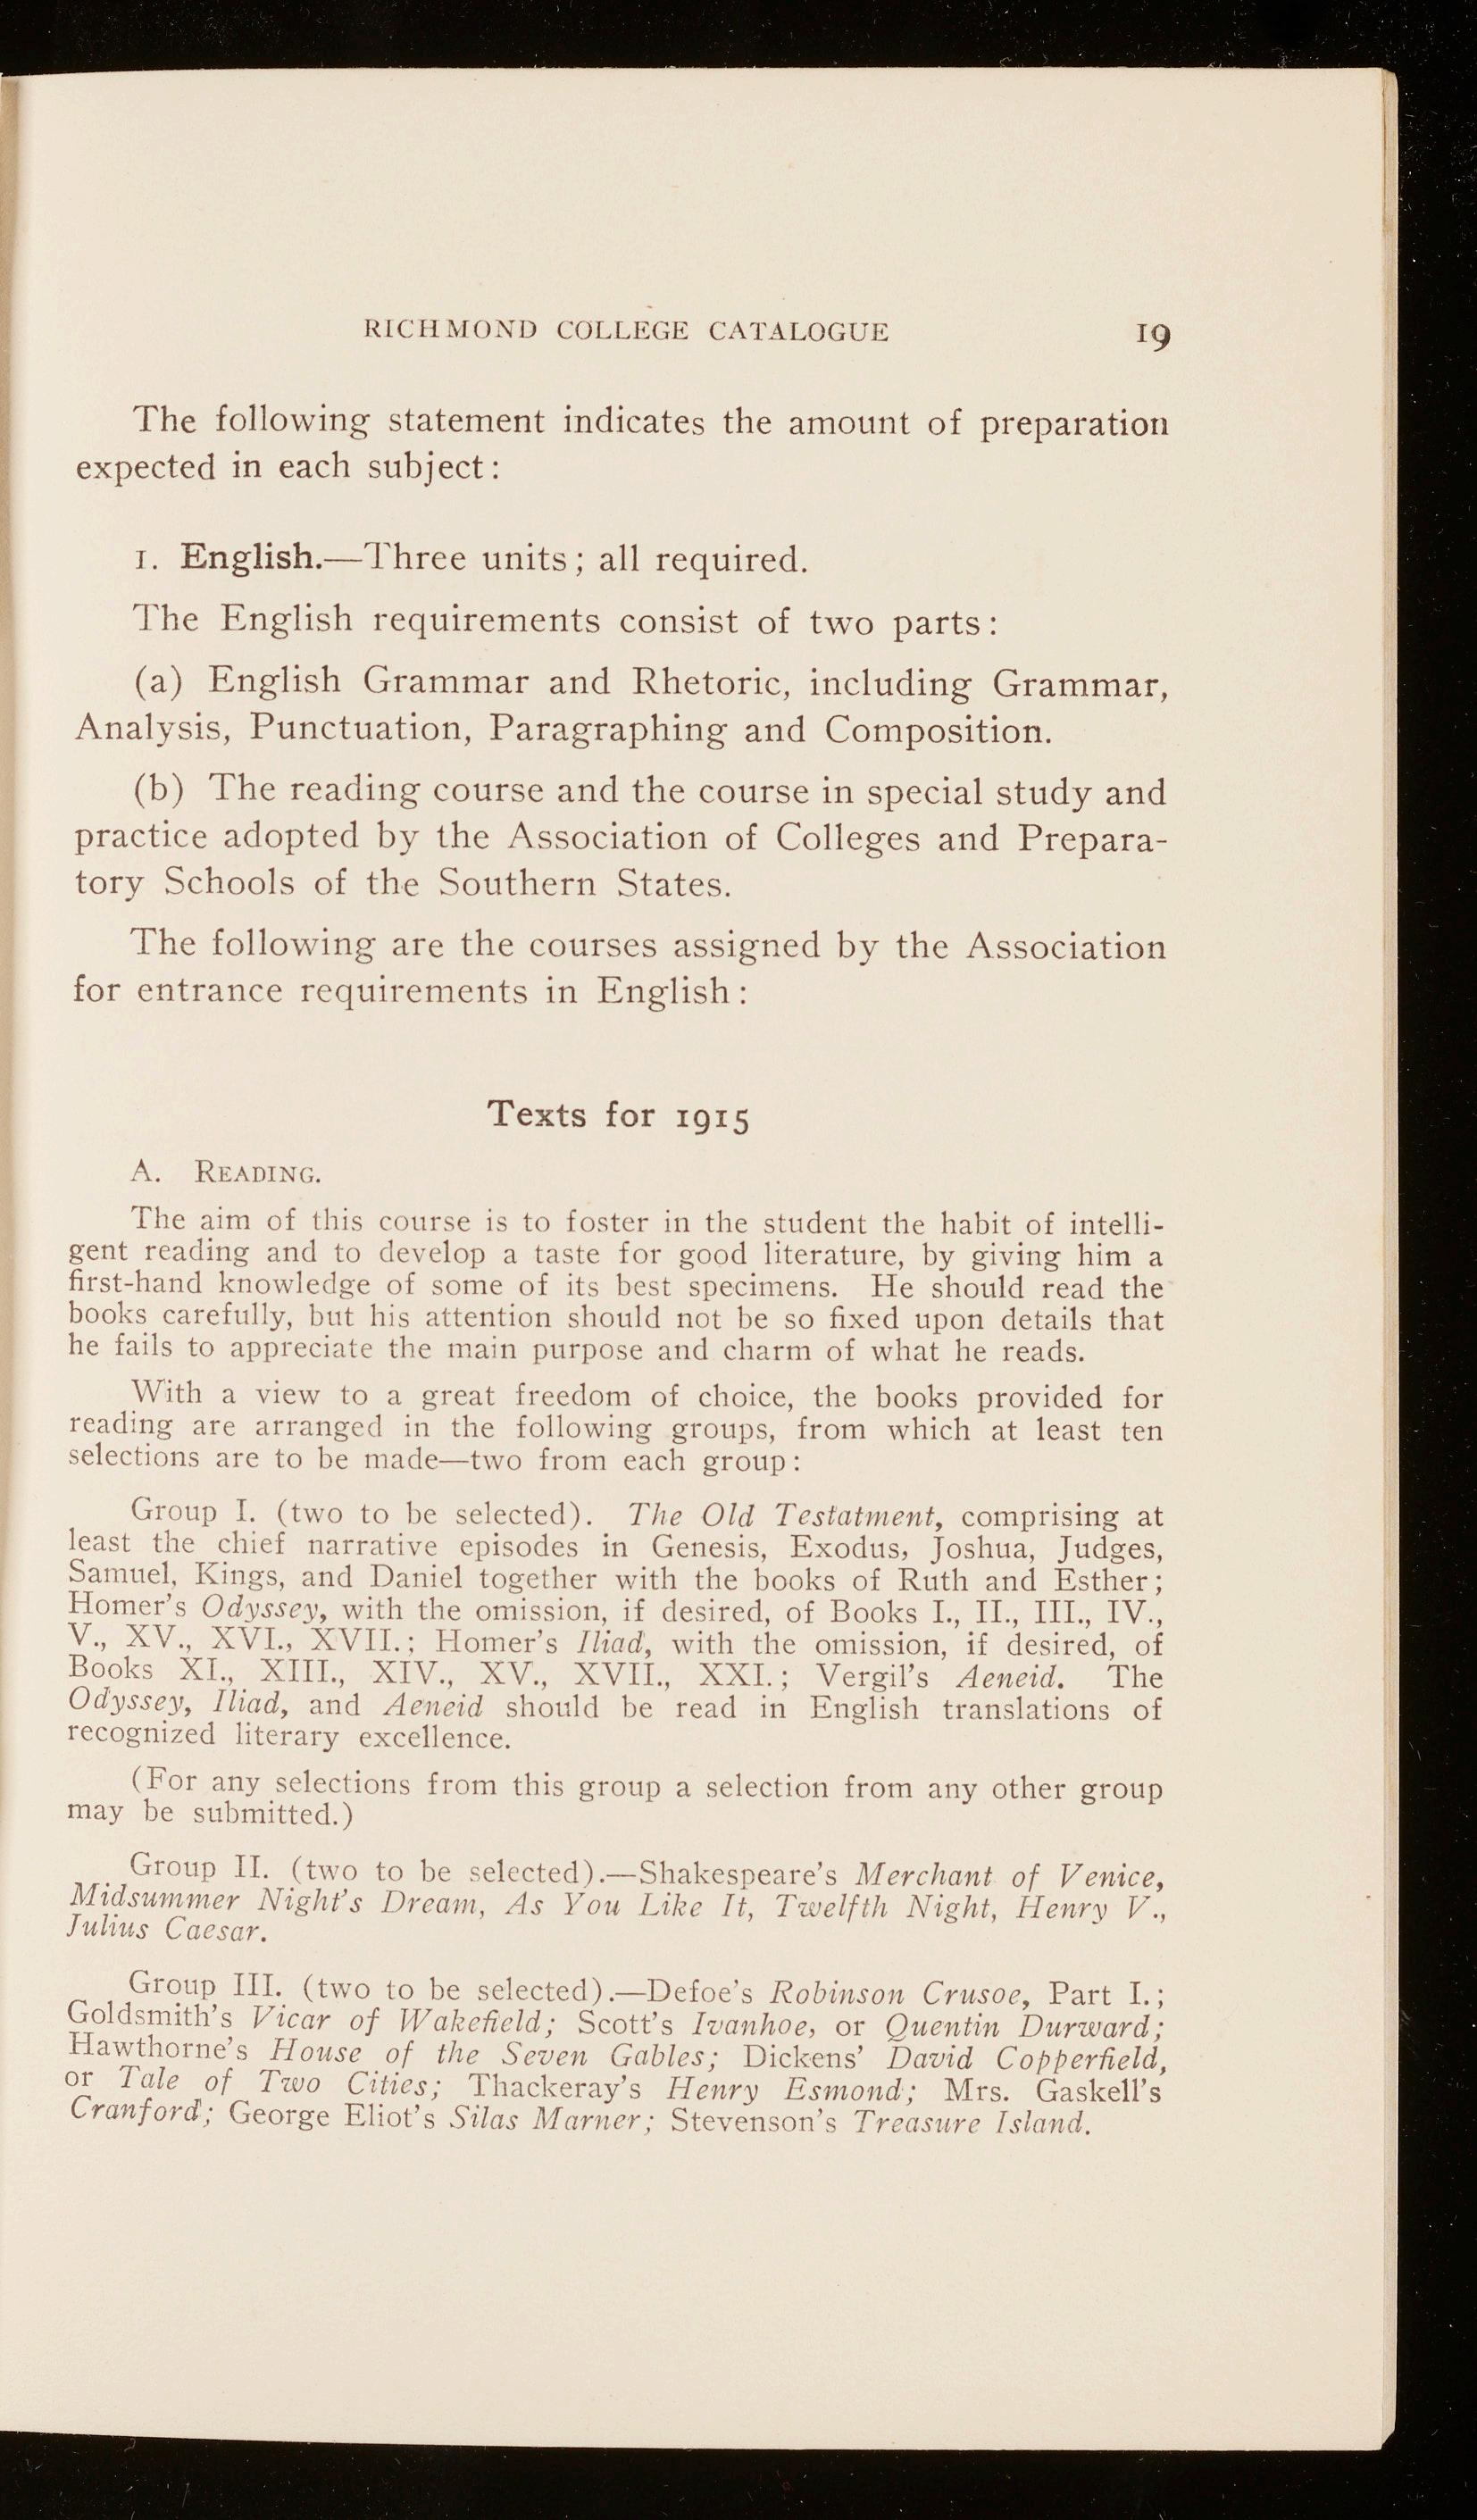 RICHMOND COLLEGE CATALOGUE 19
The following statement indicates the amount of preparation
expected in each subject:
1. English.—Three units; all required.
The English requirements consist of two parts:
(a) English Grammar and Rhetoric, including Grammar,
Analysis, Punctuation, Paragraphing and Composition.
(b) The reading course and the course in special study and
practice adopted by the Association of Colleges and Prepara-
tory Schools of the Southern States.
The following are the courses assigned by the Association
for entrance requirements in English:
Texts for 1915
A. READING.
The aim of this course is to foster in the student the habit of intelli-
gent reading and to develop a taste for good literature, by giving him a
first-hand knowledge of some of its best specimens. He should read the
books carefully, but his attention should not be so fixed upon details that
he fails to appreciate the main purpose and charm of what he reads.
With a view to a great freedom of choice, the books provided for
reading are arranged in the following groups, from which at least ten
selections are to be made—two from each group:
Group I. (two to be selected). The Old Testatment, comprising at
least the chief narrative episodes in Genesis, Exodus, Joshua, Judges,
Samuel, Kings, and Daniel together with the books of Ruth and Esther;
Homer's Odyssey, with the omission, if desired, of Books I., II., III., IV.,
V., XV., XVI., XVII.; Homer's Iliad, with the omission, if desired, of
Books XI., XIII., XIV., XV., XVII., XXI.; Vergil's Aeneid. The
Odyssey, Iliad, and Aeneid should be read in English translations of
recognized literary excellence.
(For any selections from this group a selection from any other group
may be submitted.)
Group II. (two to be selected).—Shakespeare's Merchant of Venice,
Midsummer Night's Dream, As You Like It, Twelfth Night, Henry V.,
Julius Caesar.
Group III. (two to be selected).—Defoe's Robinson Crusoe, Part I.;
Goldsmith's Vicar of Wakefield; Scott's Ivanhoe, or Quentin Durward;
Hawthorne's House of the Seven Gables; Dickens' David Copperfield,
or Tale of Two Cities; Thackeray's Henry Esmond; Mrs. Gaskell's
Cranford; George Eliot's Silas Marner; Stevenson's Treasure Island.